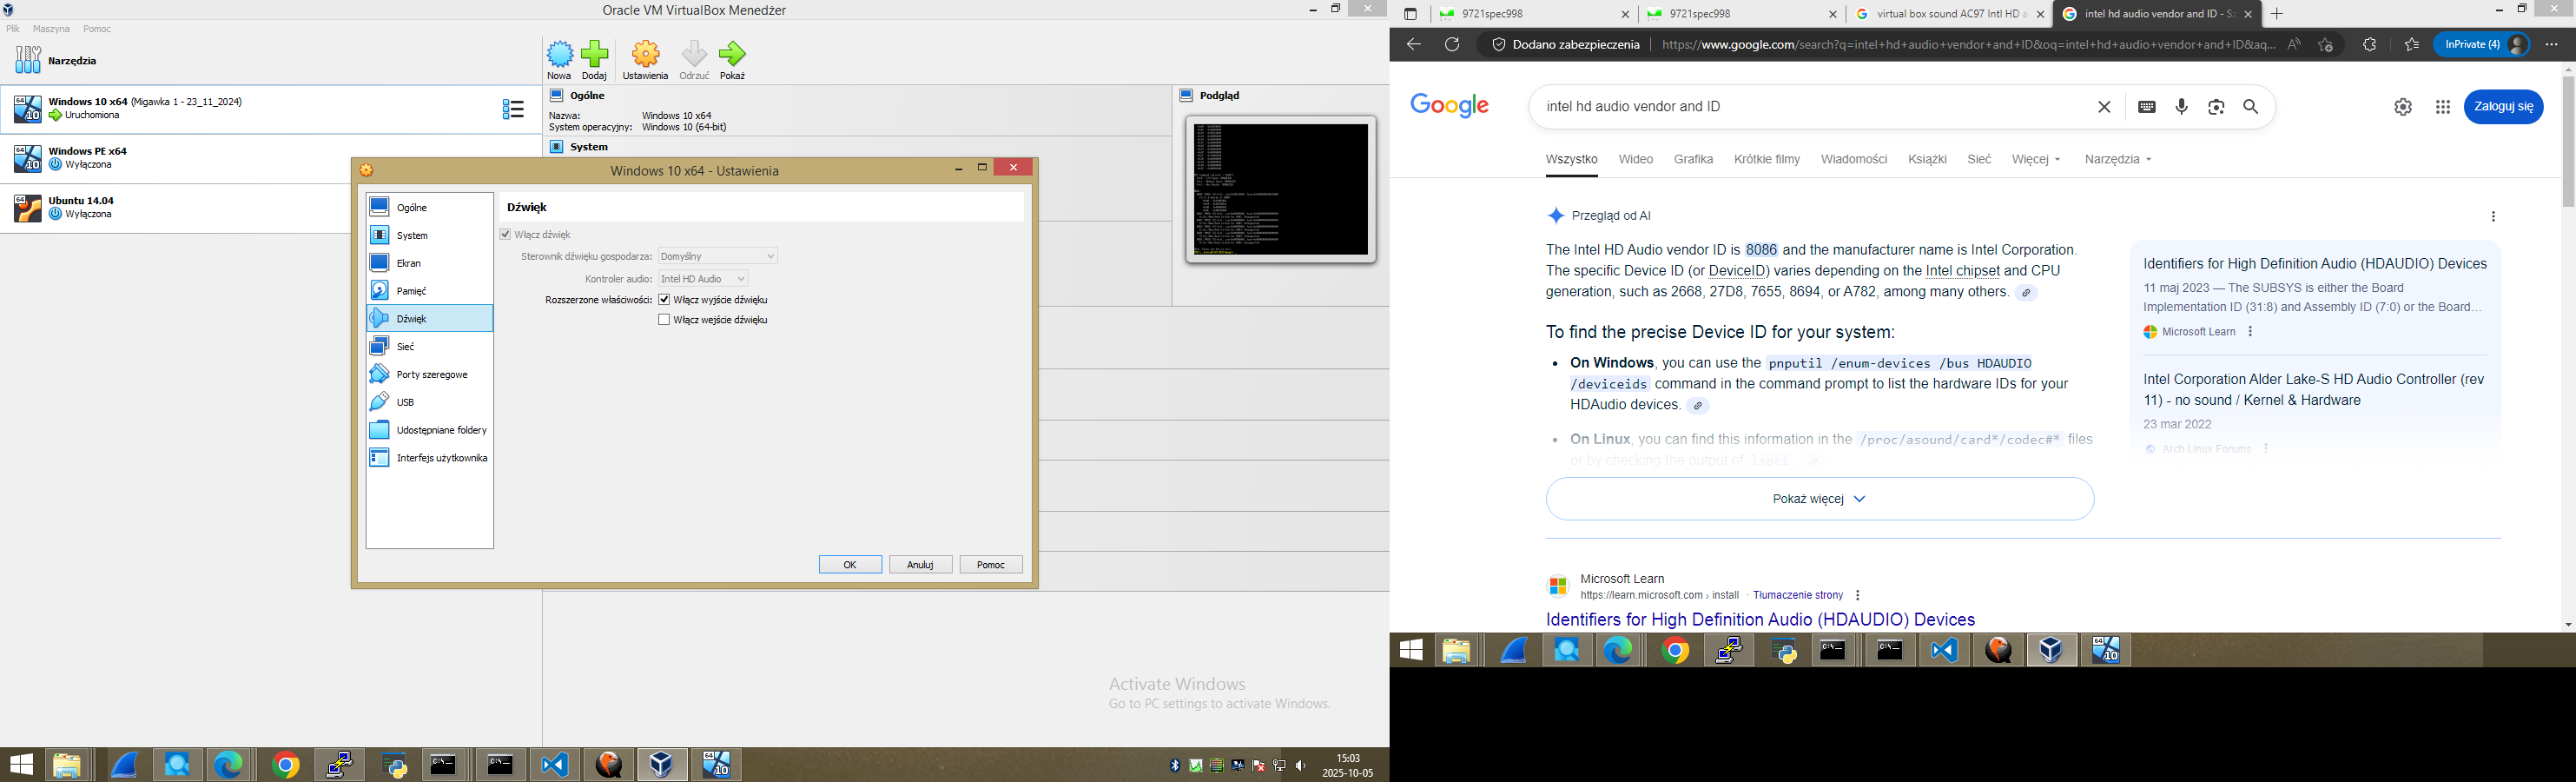 Oracle VM VirtualBox Menedżer
Plik Maszyna Pomoc
Narzędzia
Windows 10 x64 (Migawka 1 - 23_11_2024)
Uruchomiona
Windows PE x64
Wyłączona
Ubuntu 14.04
Wyłączona
Nowa Dodaj Ustawienia Odrzuć Pokaż
Ogólne
Nazwa: Windows 10 x64
System operacyjny: Windows 10 (64-bit)
System
Podgląd
Windows 10 x64 - Ustawienia
Ogólne
System
Ekran
Pamięć
Dźwięk
Sieć
Porty szeregowe
USB
Udostępniane foldery
Interfejs użytkownika
Dźwięk
Włącz dźwięk
Sterownik dźwięku gospodarza: Domyślny
Kontroler audio: Intel HD Audio
Rozszerzone właściwości: Włącz wyjście dźwięku
Włącz wejście dźwięku
OK Anuluj Pomoc
Activate Windows
Go to PC settings to activate Windows.
15:03
2025-10-05
9721spec998
9721spec998
virtual box sound AC97 Intl HD a
intel hd audio vendor and ID - Sz
Dodano zabezpieczenia
https://www.google.com/search?q=intel+hd+audio+vendor+and+ID&oq=intel+hd+audio+vendor+and+ID&aq...
InPrivate (4)
Google
intel hd audio vendor and ID
Zaloguj się
Wszystko Wideo Grafika Krótkie filmy Wiadomości Książki Sieć Więcej Narzędzia
Przegląd od AI
The Intel HD Audio vendor ID is 8086 and the manufacturer name is Intel Corporation.
The specific Device ID (or DeviceID) varies depending on the Intel chipset and CPU
generation, such as 2668, 27D8, 7655, 8694, or A782, among many others.
To find the precise Device ID for your system:
• On Windows, you can use the pnputil /enum-devices /bus HDAUDIO
/deviceids command in the command prompt to list the hardware IDs for your
HDAudio devices.
• On Linux, you can find this information in the /proc/asound/card*/codec#* files
or by checking the output of lspci
Pokaż więcej
Identifiers for High Definition Audio (HDAUDIO) Devices
11 maj 2023 — The SUBSYS is either the Board
Implementation ID (31:8) and Assembly ID (7:0) or the Board...
Microsoft Learn
Intel Corporation Alder Lake-S HD Audio Controller (rev
11) - no sound / Kernel & Hardware
23 mar 2022
Arch Linux Forums
Microsoft Learn
https://learn.microsoft.com › install · Tłumaczenie strony
Identifiers for High Definition Audio (HDAUDIO) Devices